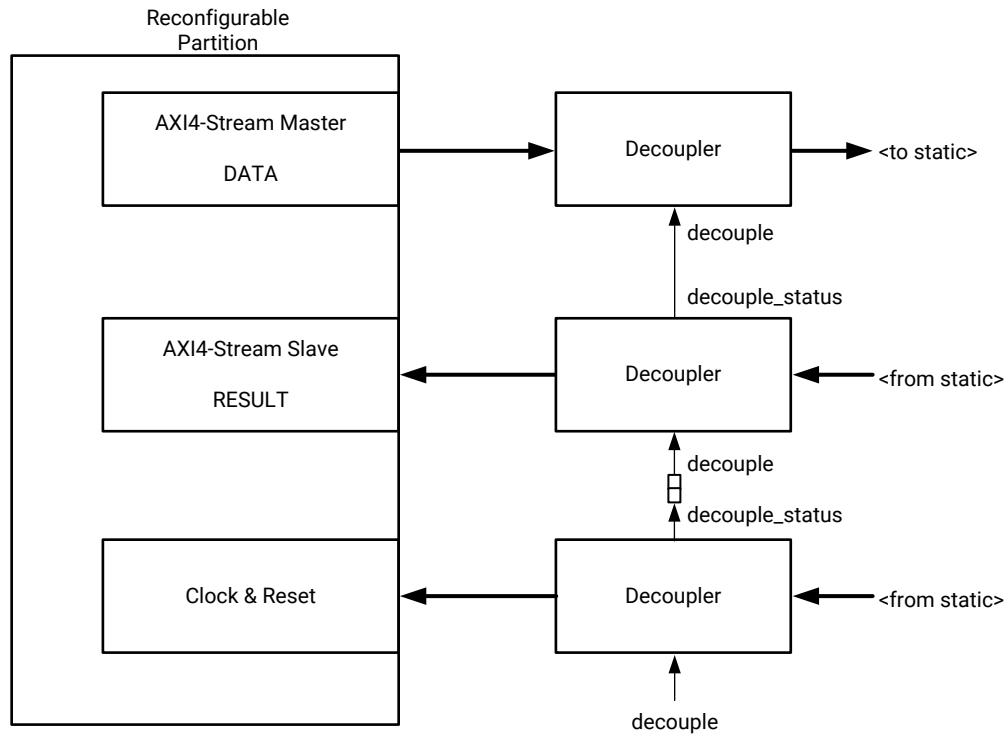 Reconfigurable
Partition
AXI4-Stream Master
DATA
Decoupler
<to static>
decouple
decouple_status
AXI4-Stream Slave
RESULT
Decoupler
<from static>
decouple
decouple_status
Clock & Reset
Decoupler
<from static>
decouple